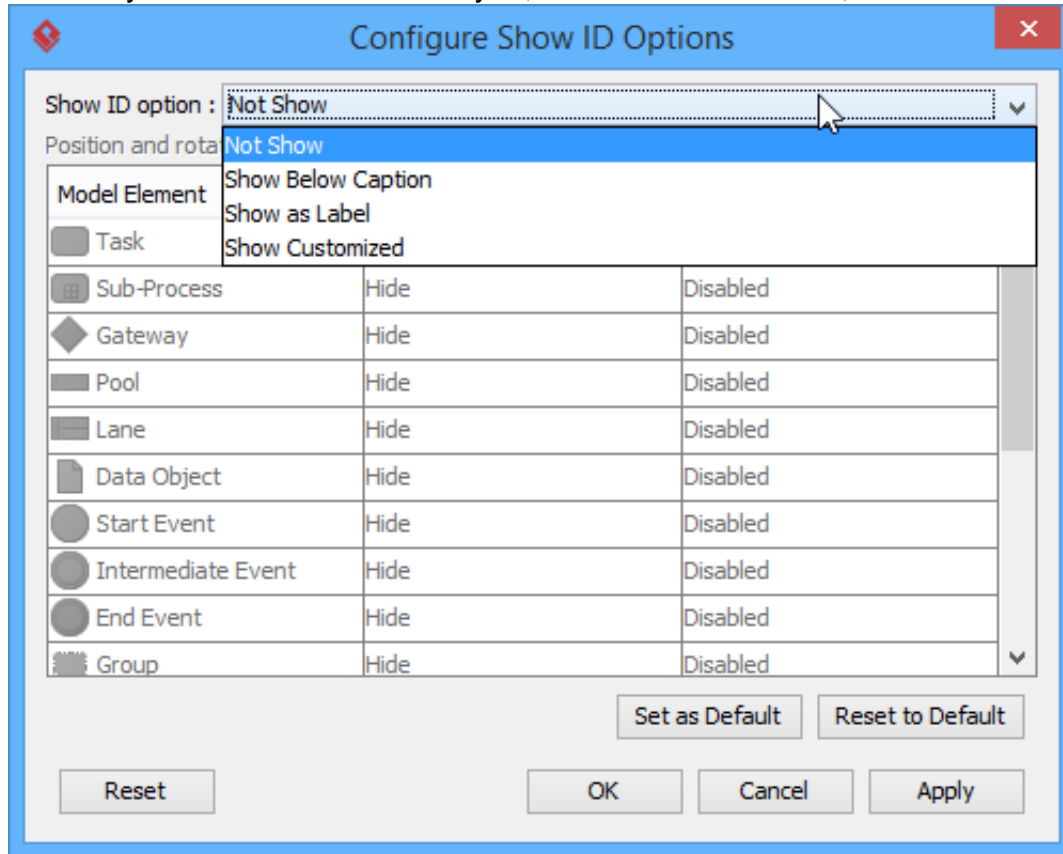 Configure Show ID Options
Show ID option : Not Show
Position and rota
Not Show
Show Below Caption
Show as Label
Show Customized
Model Element
Task
Sub-Process Hide Disabled
Gateway Hide Disabled
Pool Hide Disabled
Lane Hide Disabled
Data Object Hide Disabled
Start Event Hide Disabled
Intermediate Event Hide Disabled
End Event Hide Disabled
Group Hide Disabled
Set as Default Reset to Default
Reset OK Cancel Apply